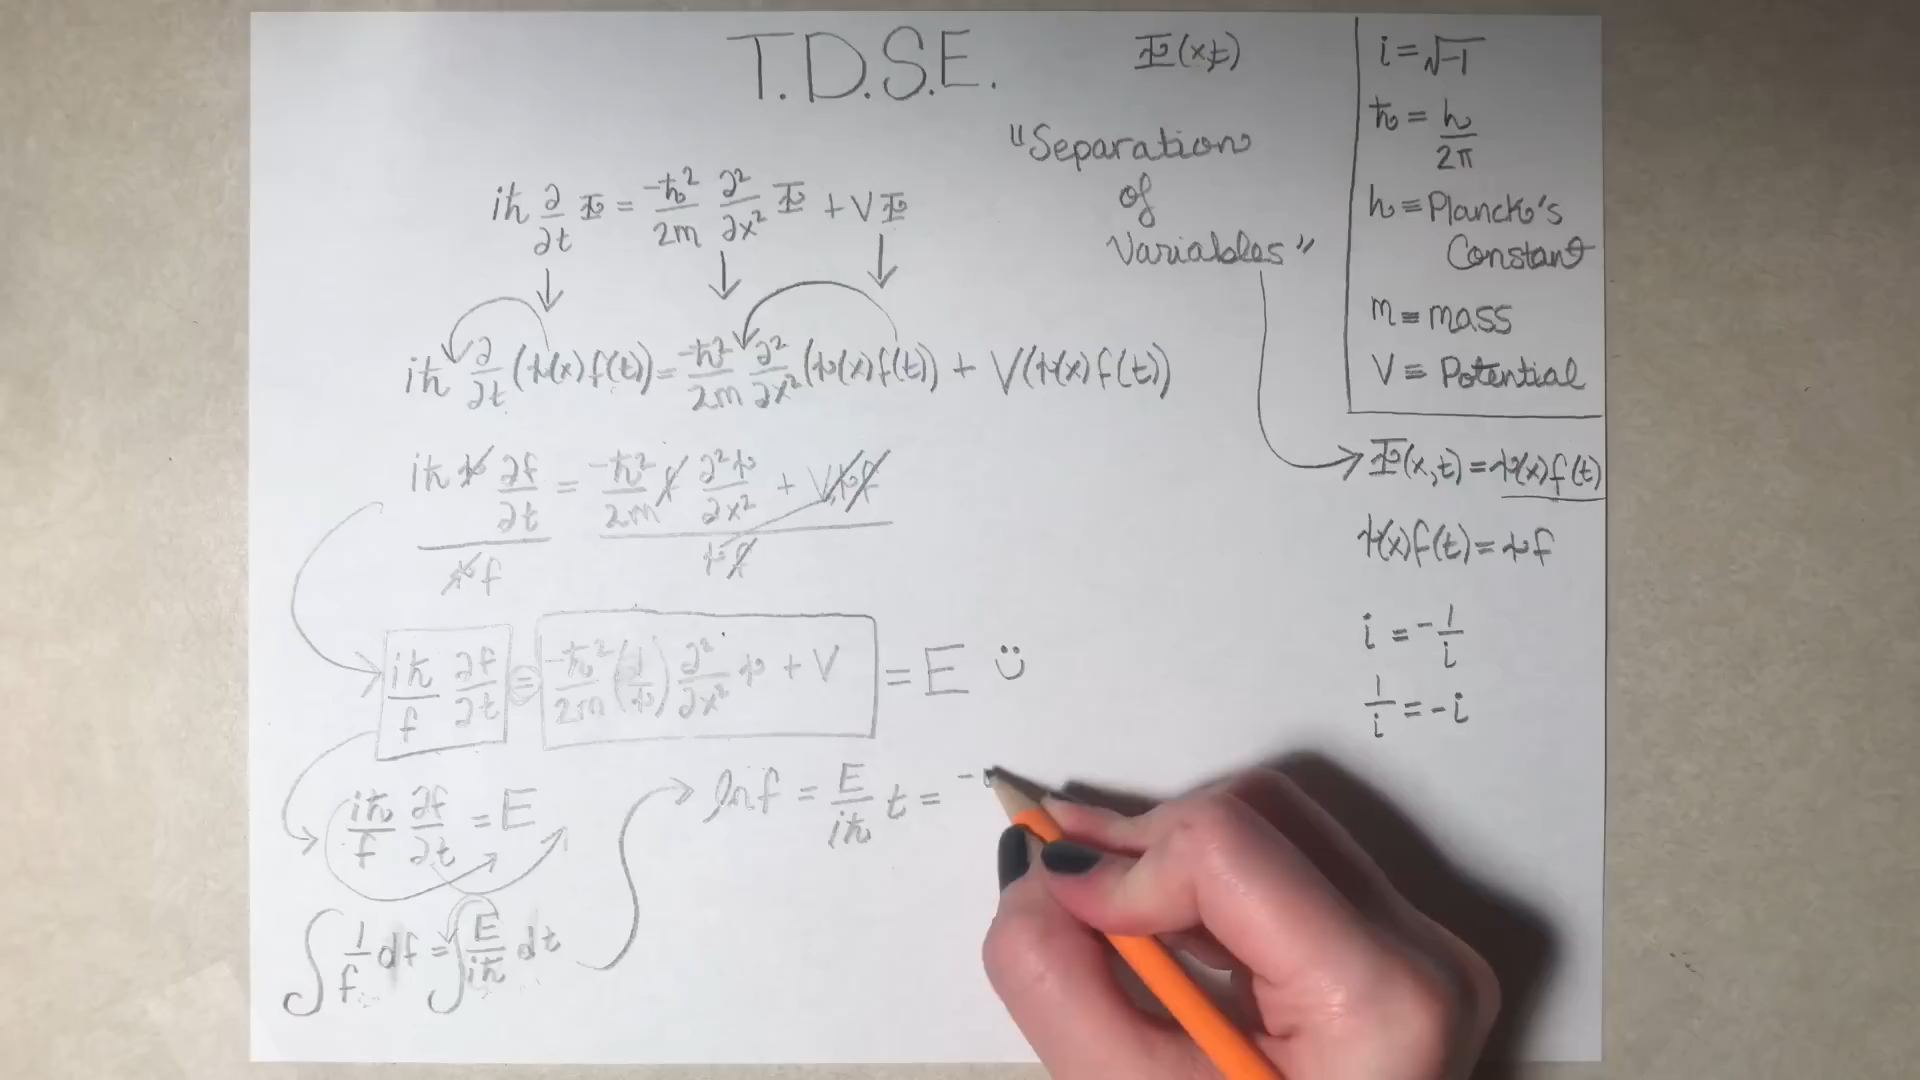 T.D.S.E.
Ψ(x,t)
"Separation
of
Variables"
iħ ∂/∂t Ψ = -ħ²/2m ∂²/∂x² Ψ + VΨ
iħ ∂/∂t (ψ(x)f(t)) = -ħ²/2m ∂²/∂x² (ψ(x)f(t)) + V(ψ(x)f(t))
iħ ψ ∂f/∂t / ψf = -ħ²/2m f ∂²ψ/∂x² + Vψf / ψf
iħ/f ∂f/∂t = -ħ²/2m (1/ψ) ∂²/∂x² ψ + V = E
iħ/f ∂f/∂t = E
∫ 1/f df = ∫ E/iħ dt
ln f = E/iħ t = -
i = √-1
ħ = h/2π
h ≡ Planck's
Constant
m ≡ mass
V ≡ Potential
Ψ(x,t) = ψ(x)f(t)
ψ(x)f(t) = ψf
i = -1/i
1/i = -i